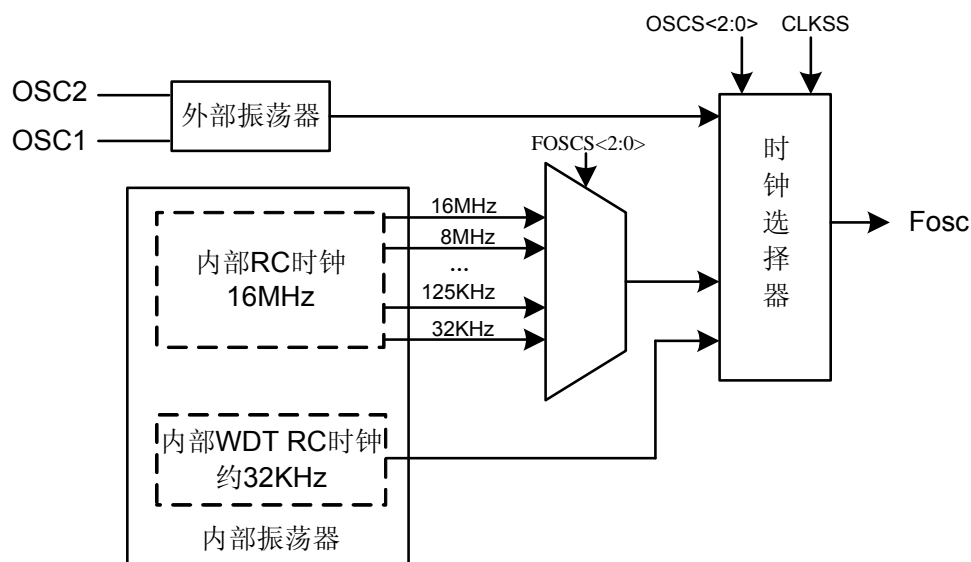 OSCS<2:0> CLKSS
OSC2
OSC1
外部振荡器
FOSCS<2:0>
时钟选择器
Fosc
16MHz
8MHz
...
125KHz
32KHz
内部RC时钟
16MHz
内部WDT RC时钟
约32KHz
内部振荡器